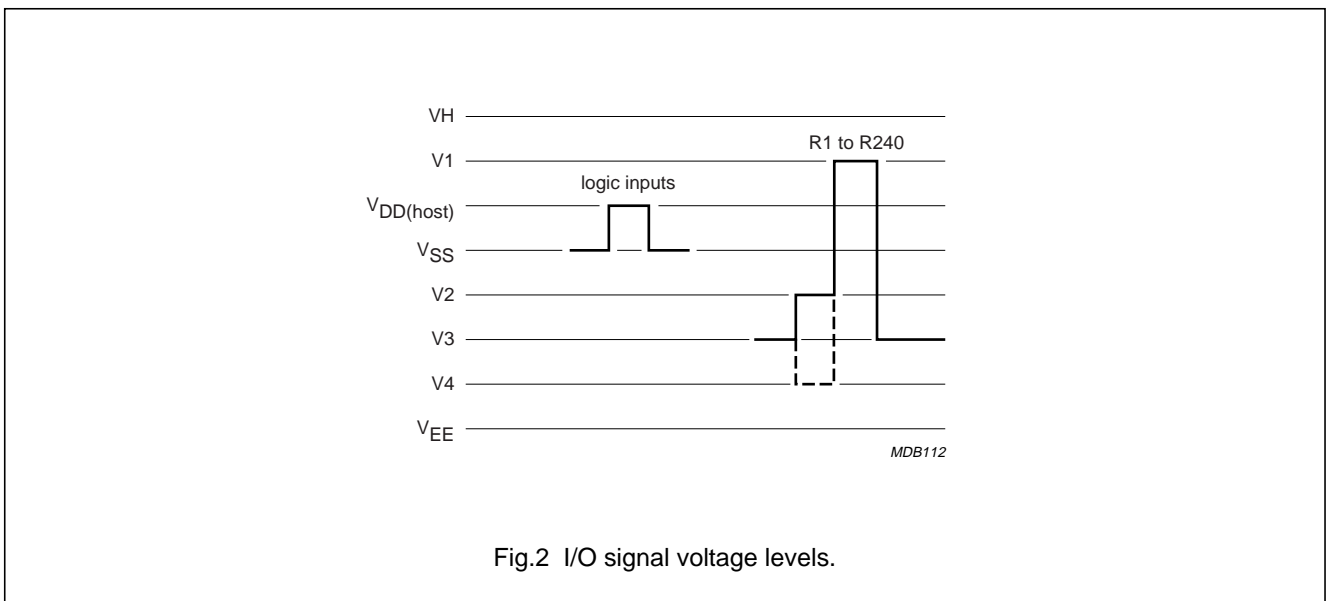 VH
R1 to R240
V1
logic inputs
VDD(host)
VSS
V2
V3
V4
VEE
MDB112
Fig.2 I/O signal voltage levels.